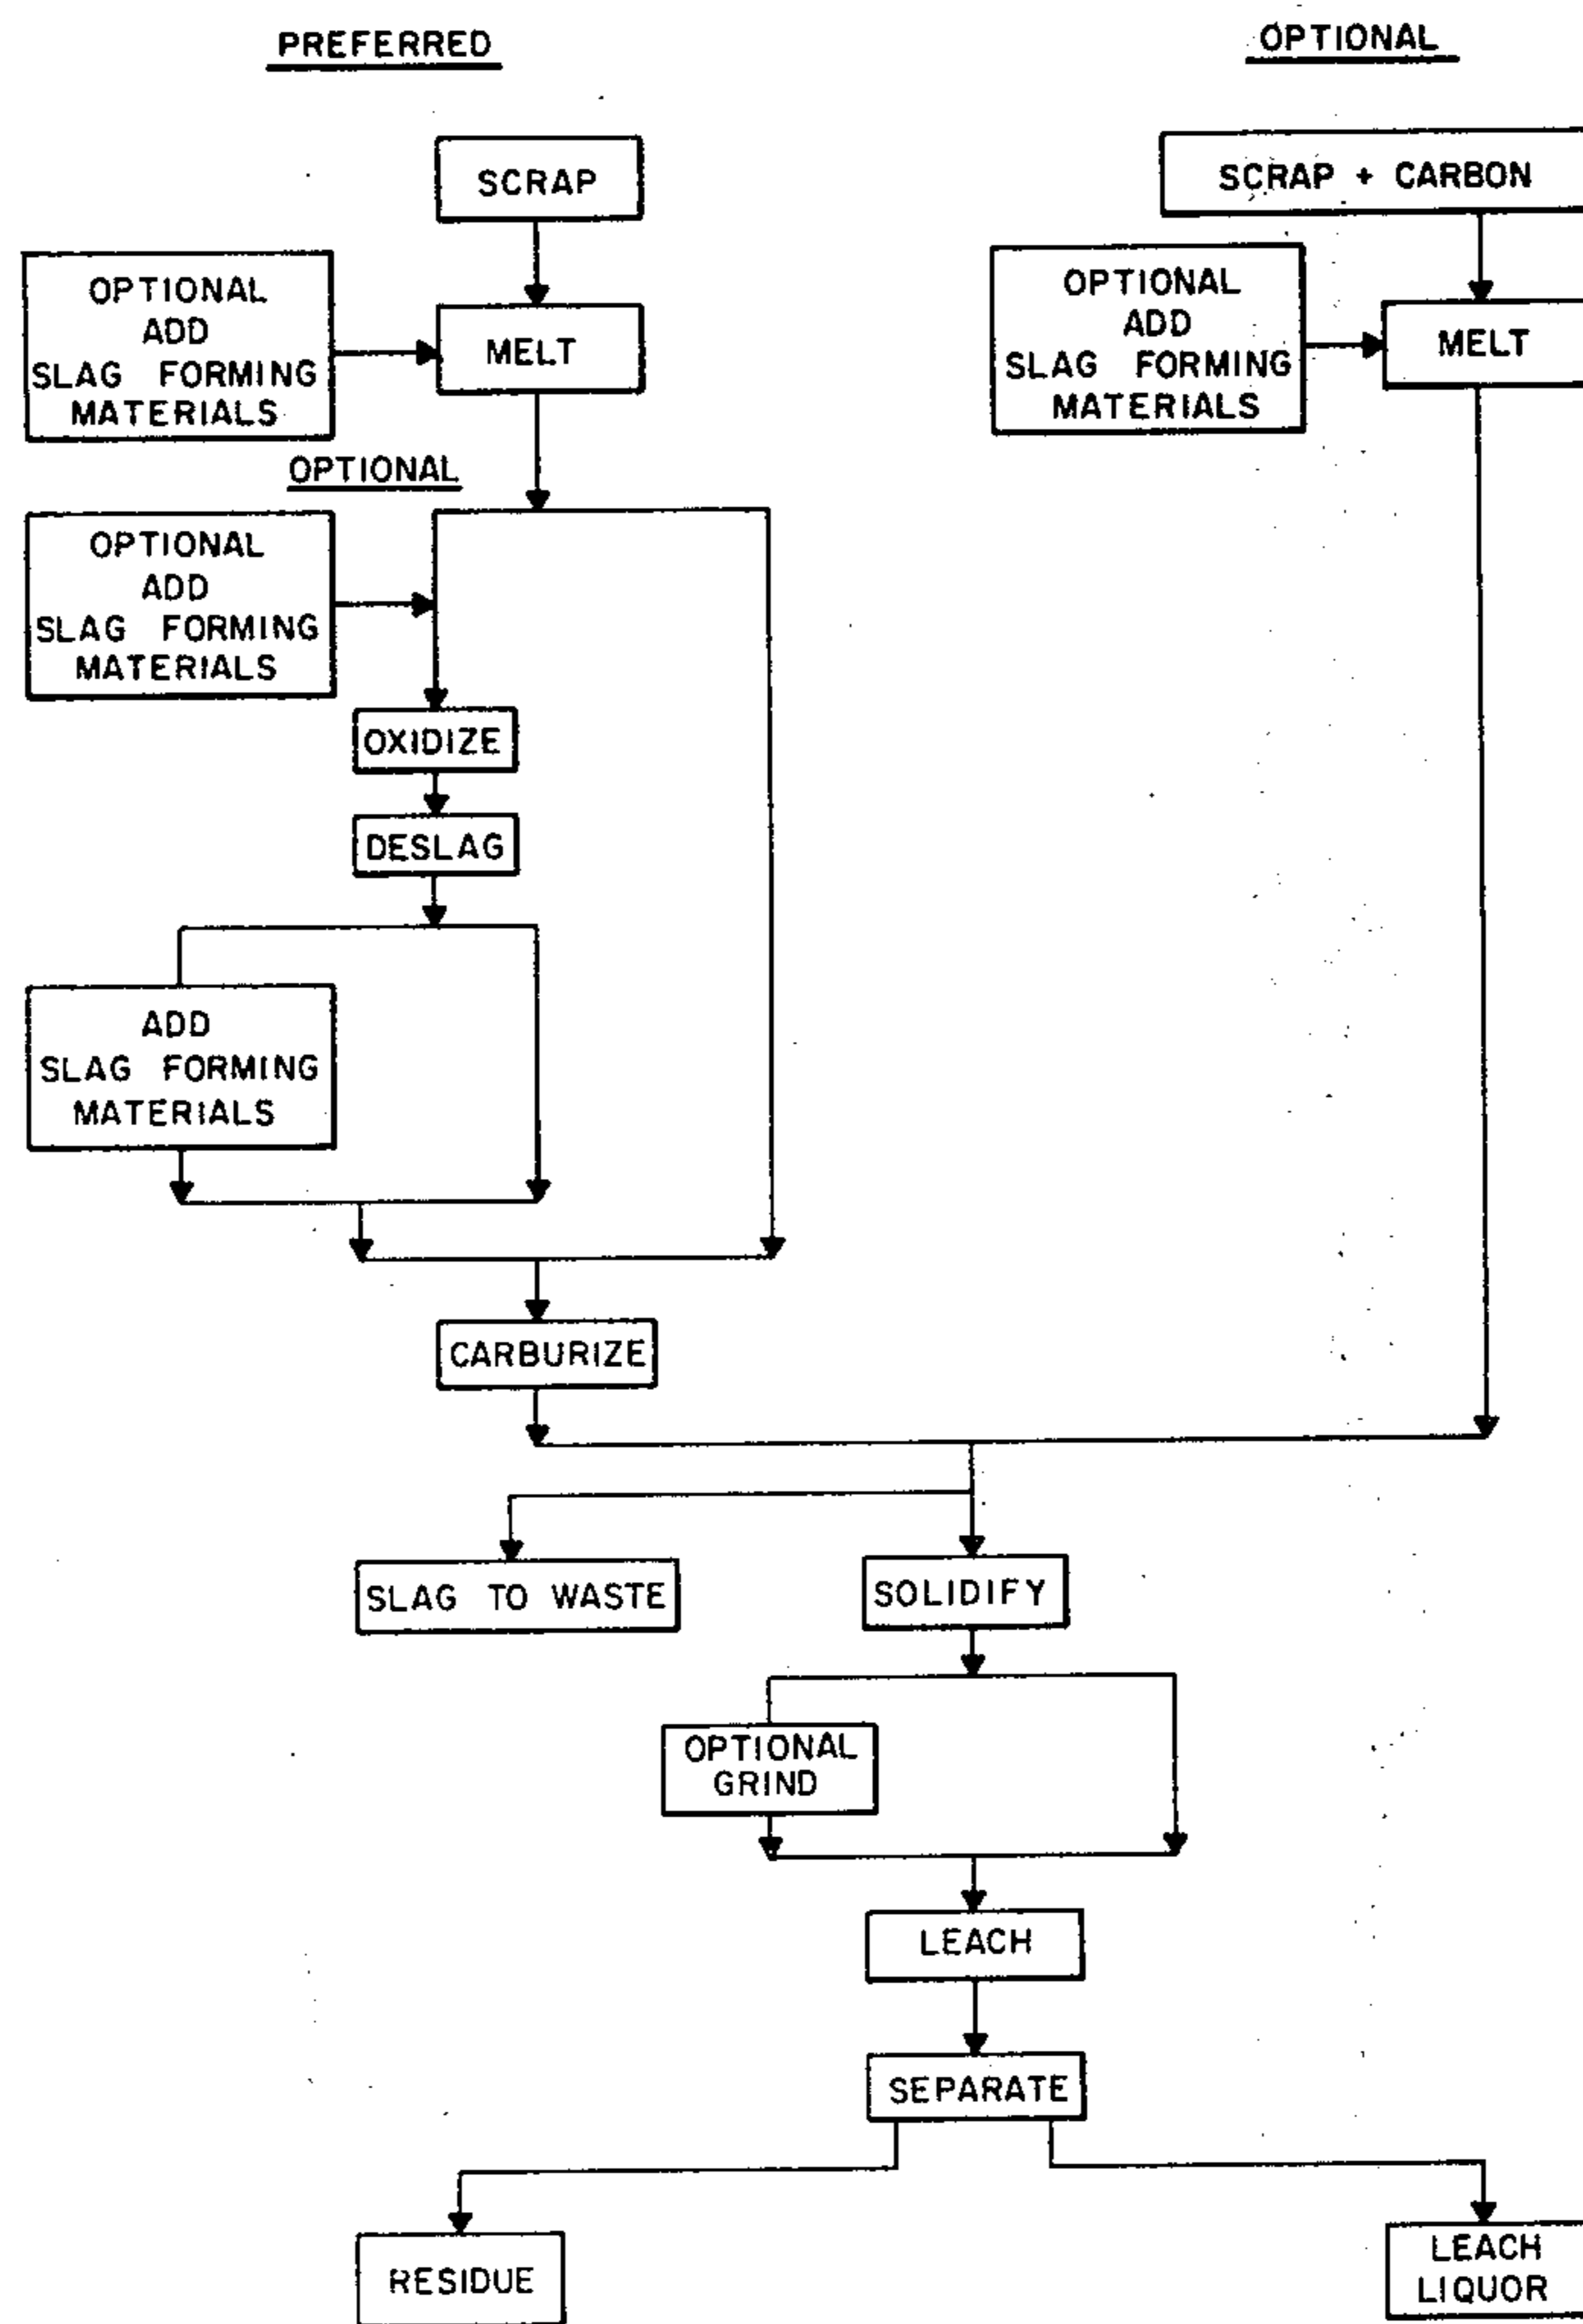 PREFERRED
OPTIONAL
SCRAP
SCRAP + CARBON
OPTIONAL
ADD
SLAG FORMING
MATERIALS
MELT
OPTIONAL
ADD
SLAG FORMING
MATERIALS
MELT
OPTIONAL
OPTIONAL
ADD
SLAG FORMING
MATERIALS
OXIDIZE
DESLAG
ADD
SLAG FORMING
MATERIALS
CARBURIZE
SLAG TO WASTE
SOLIDIFY
OPTIONAL
GRIND
LEACH
SEPARATE
RESIDUE
LEACH
LIQUOR